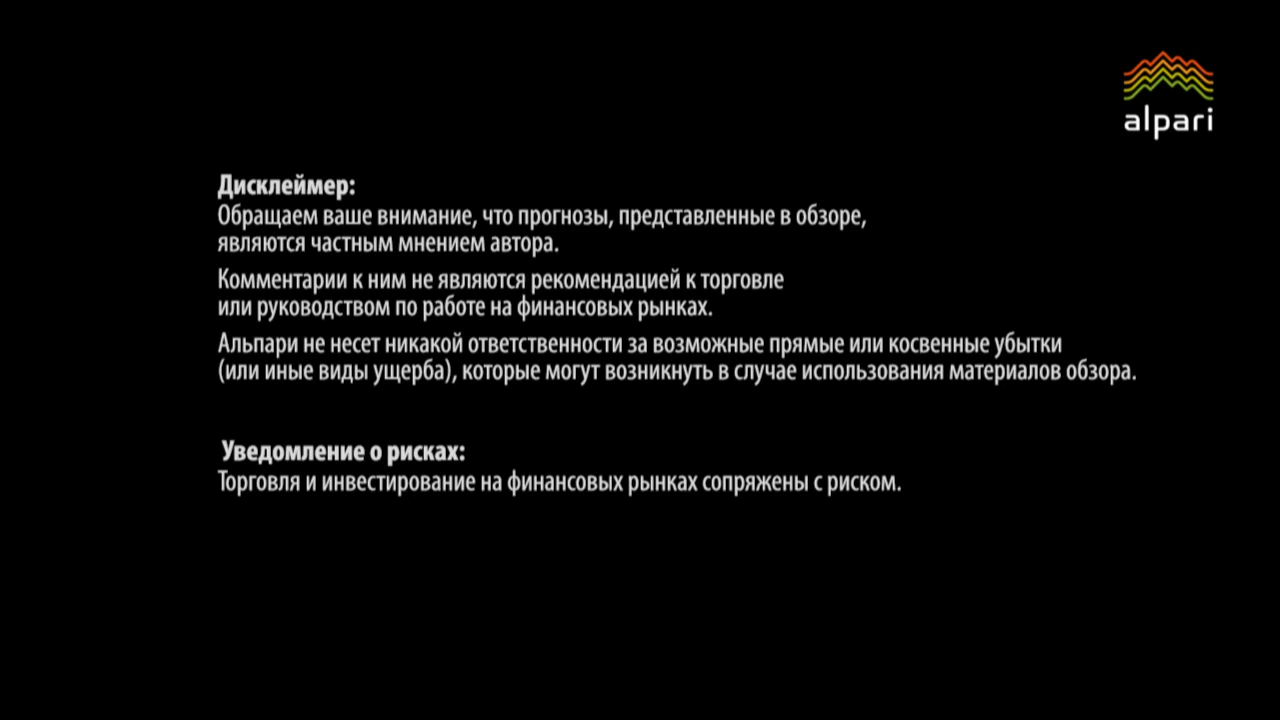 alpari
Дисклеймер:
Обращаем ваше внимание, что прогнозы, представленные в обзоре,
являются частным мнением автора.
Комментарии к ним не являются рекомендацией к торговле
или руководством по работе на финансовых рынках.
Альпари не несет никакой ответственности за возможные прямые или косвенные убытки
(или иные виды ущерба), которые могут возникнуть в случае использования материалов обзора.
Уведомление о рисках:
Торговля и инвестирование на финансовых рынках сопряжены с риском.